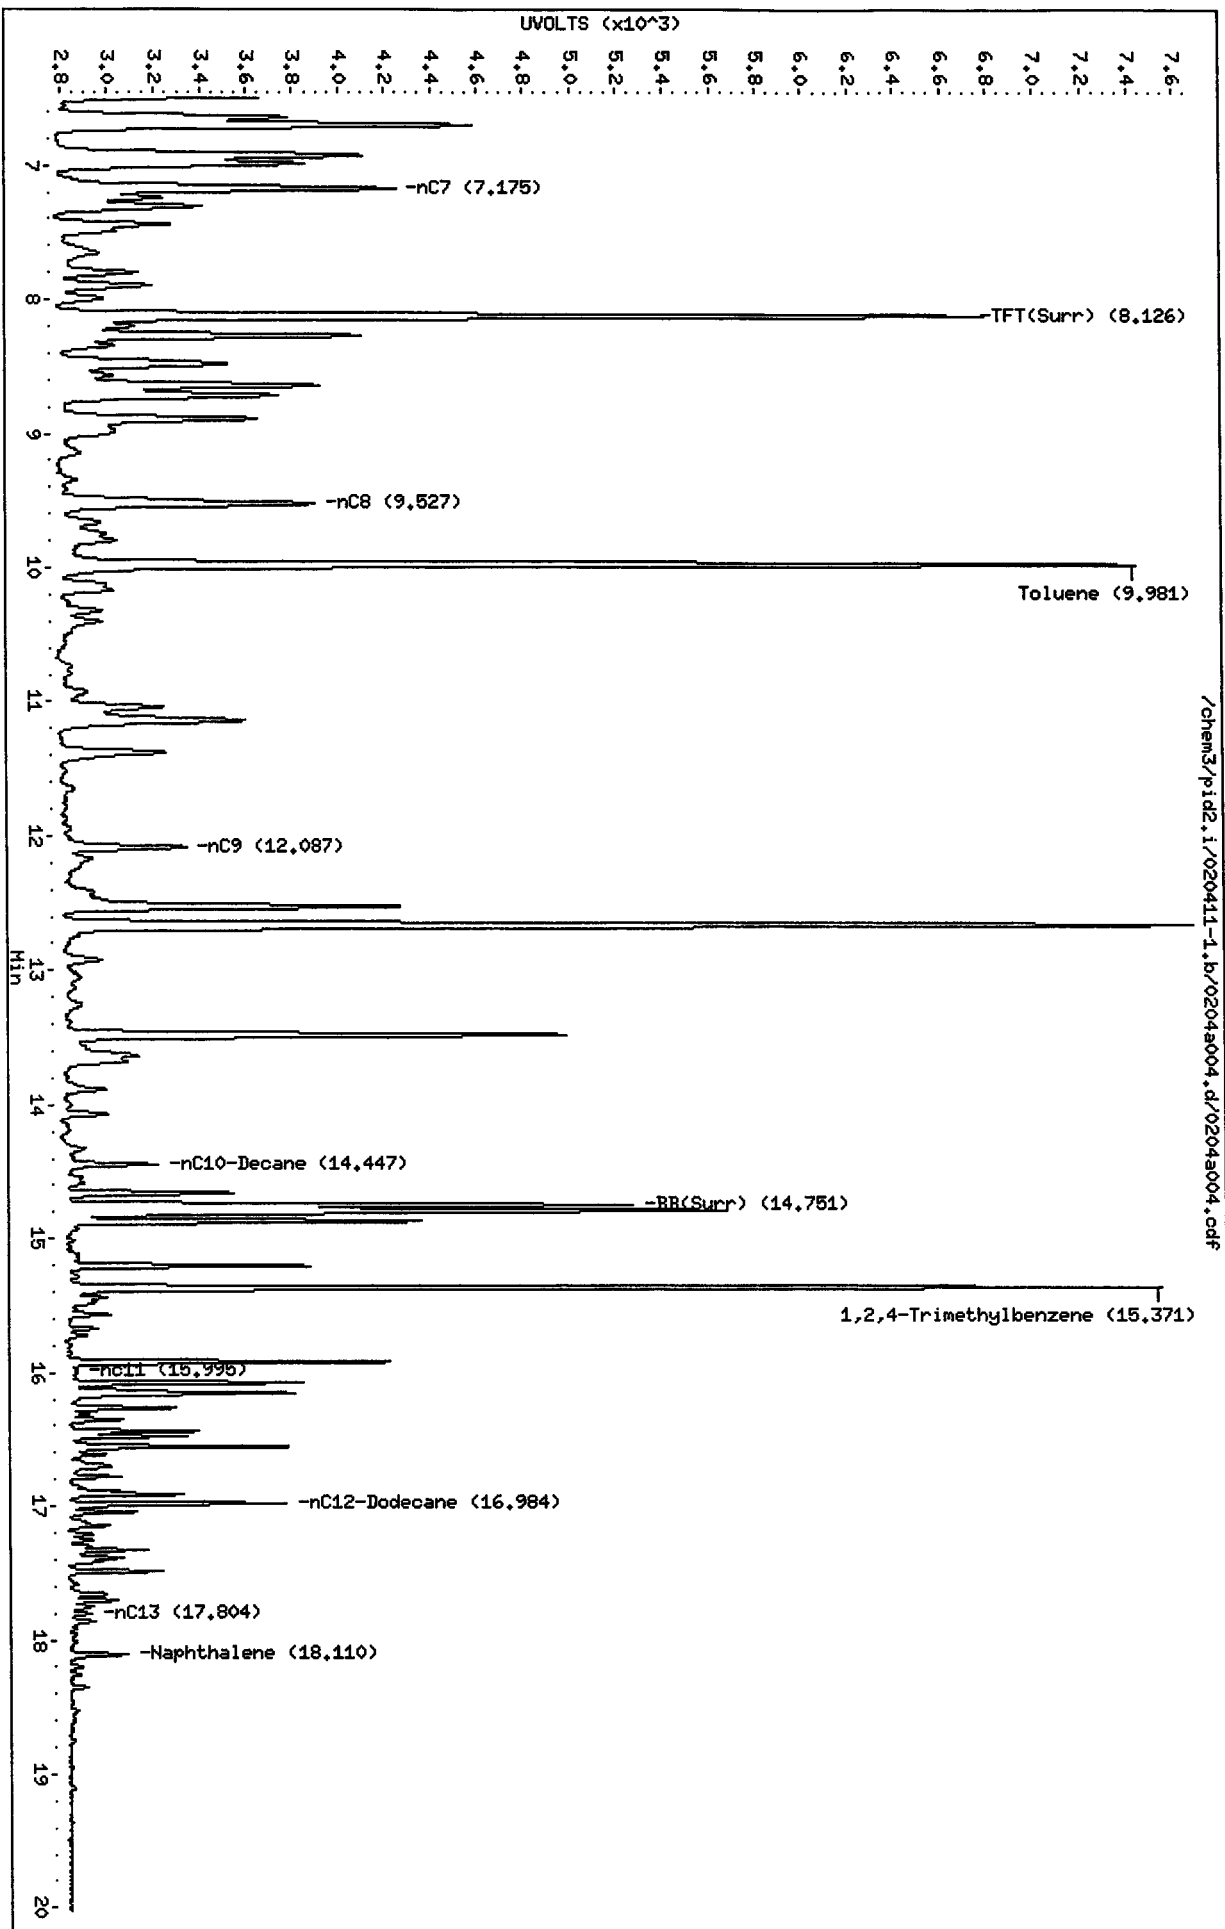 /chem3/pid2.i/020411-1.b/0204a004.d/0204a004.cdf
UVOLTS (x10^3)
7.6
7.4
7.2
7.0
6.8
6.6
6.4
6.2
6.0
5.8
5.6
5.4
5.2
5.0
4.8
4.6
4.4
4.2
4.0
3.8
3.6
3.4
3.2
3.0
2.8
-nC7 (7.175)
-TFT(Surr) (8.126)
-nC8 (9.527)
Toluene (9.981)
-nC9 (12.087)
-nC10-Decane (14.447)
-BB(Surr) (14.751)
1,2,4-Trimethylbenzene (15.371)
-nc11 (15.995)
-nC12-Dodecane (16.984)
-nC13 (17.804)
-Naphthalene (18.110)
7
8
9
10
11
12
13
14
15
16
17
18
19
20
Min